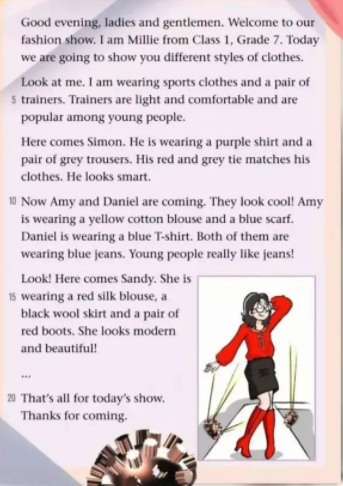 Good evening, ladies and gentlemen. Welcome to our
fashion show. I am Millie from Class 1, Grade 7. Today
we are going to show you different styles of clothes.
Look at me. I am wearing sports clothes and a pair of
5 trainers. Trainers are light and comfortable and are
popular among young people.
Here comes Simon. He is wearing a purple shirt and a
pair of grey trousers. His red and grey tie matches his
clothes. He looks smart.
10 Now Amy and Daniel are coming. They look cool! Amy
is wearing a yellow cotton blouse and a blue scarf.
Daniel is wearing a blue T-shirt. Both of them are
wearing blue jeans. Young people really like jeans!
Look! Here comes Sandy. She is
15 wearing a red silk blouse, a
black wool skirt and a pair of
red boots. She looks modern
and beautiful!
...
20 That's all for today's show.
Thanks for coming.